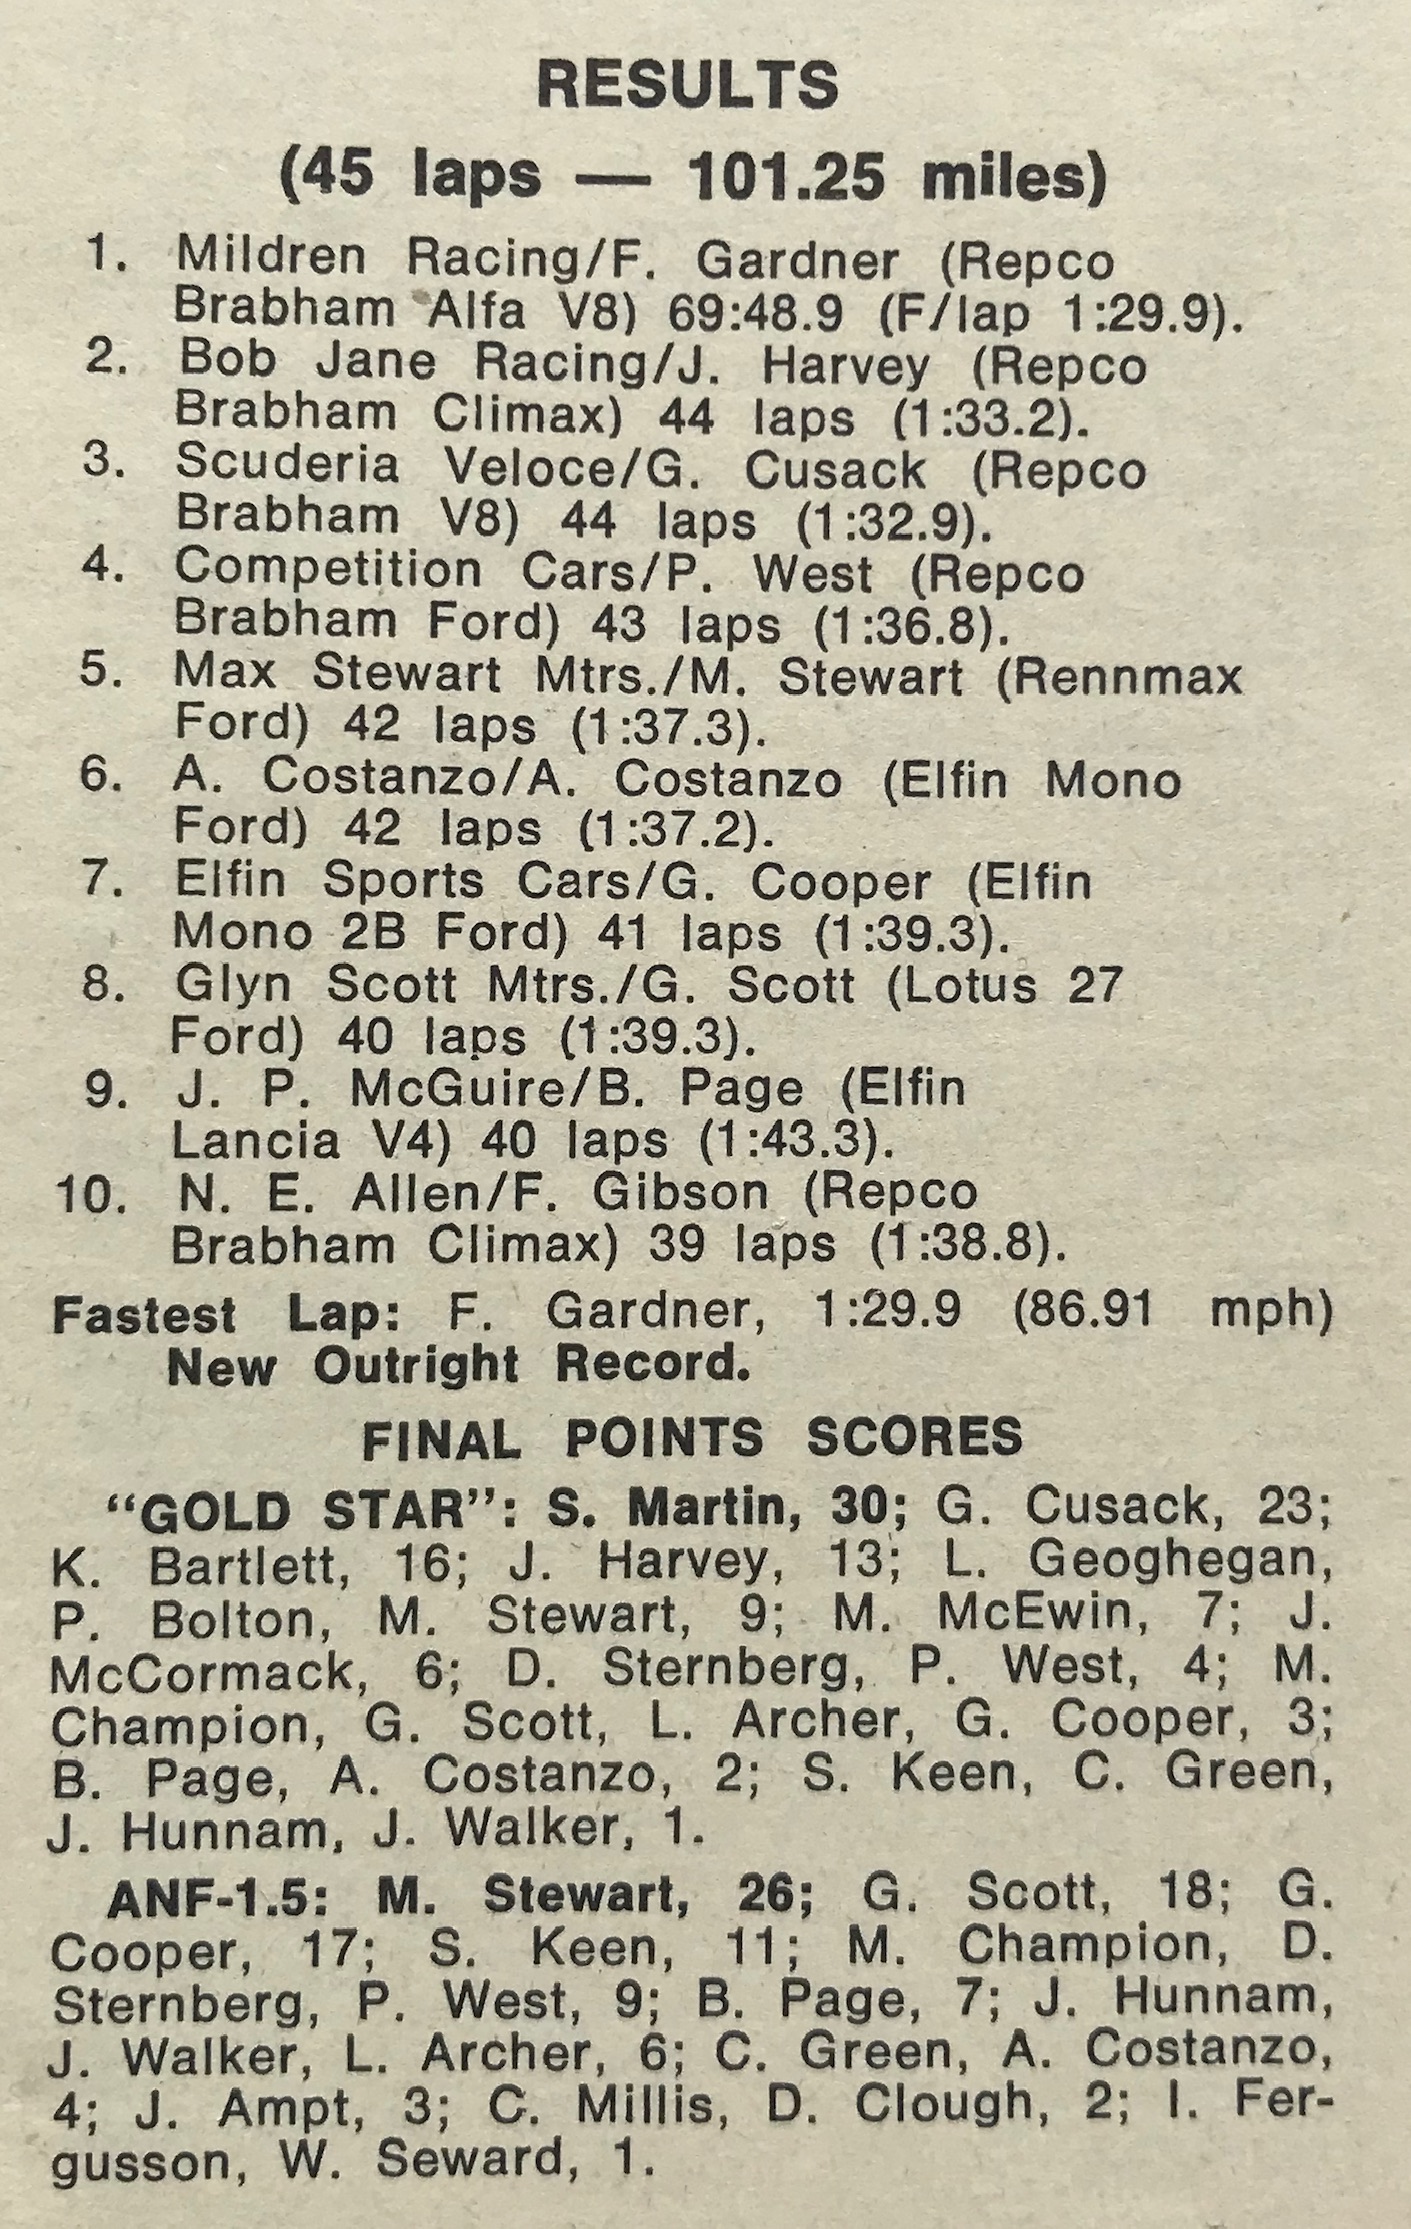 RESULTS
(45 laps — 101.25 miles)
1. Mildren Racing/F. Gardner (Repco
Brabham Alfa V8) 69:48.9 (F/lap 1:29.9).
2. Bob Jane Racing/J. Harvey (Repco
Brabham Climax) 44 laps (1:33.2).
3. Scuderia Veloce/G. Cusack (Repco
Brabham V8) 44 laps (1:32.9).
4. Competition Cars/P. West (Repco
Brabham Ford) 43 laps (1:36.8).
5. Max Stewart Mtrs./M. Stewart (Rennmax
Ford) 42 laps (1:37.3).
6. A. Costanzo/A. Costanzo (Elfin Mono
Ford) 42 laps (1:37.2).
7. Elfin Sports Cars/G. Cooper (Elfin
Mono 2B Ford) 41 laps (1:39.3).
8. Glyn Scott Mtrs./G. Scott (Lotus 27
Ford) 40 laps (1:39.3).
9. J. P. McGuire/B. Page (Elfin
Lancia V4) 40 laps (1:43.3).
10. N. E. Allen/F. Gibson (Repco
Brabham Climax) 39 laps (1:38.8).
Fastest Lap: F. Gardner, 1:29.9 (86.91 mph)
New Outright Record.
FINAL POINTS SCORES
“GOLD STAR”: S. Martin, 30; G. Cusack, 23;
K. Bartlett, 16; J. Harvey, 13; L. Geoghegan,
P. Bolton, M. Stewart, 9; M. McEwin, 7; J.
McCormack, 6; D. Sternberg, P. West, 4; M.
Champion, G. Scott, L. Archer, G. Cooper, 3;
B. Page, A. Costanzo, 2; S. Keen, C. Green,
J. Hunnam, J. Walker, 1.
ANF-1.5: M. Stewart, 26; G. Scott, 18; G.
Cooper, 17; S. Keen, 11; M. Champion, D.
Sternberg, P. West, 9; B. Page, 7; J. Hunnam,
J. Walker, L. Archer, 6; C. Green, A. Costanzo,
4; J. Ampt, 3; C. Millis, D. Clough, 2; I. Fer-
gusson, W. Seward, 1.